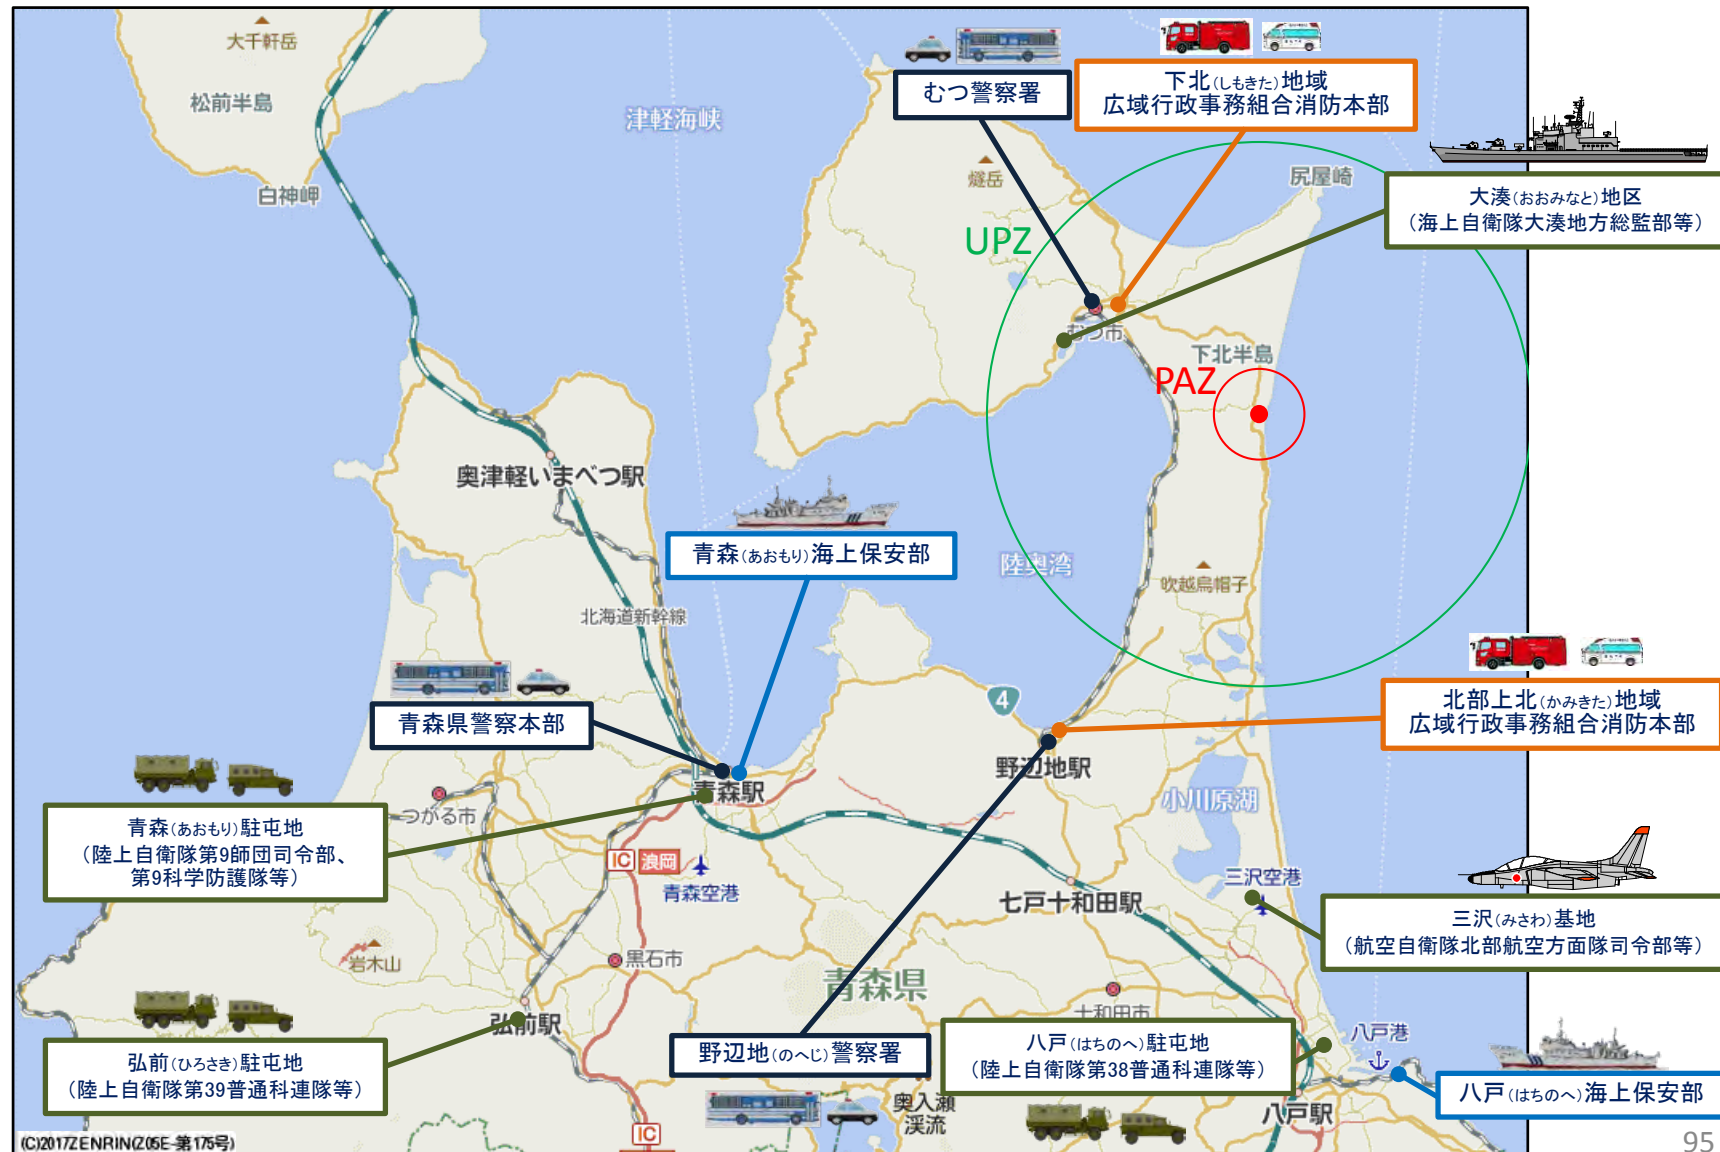 大千軒岳
松前半島
白神岬
津軽海峡
むつ警察署
下北(しもきた)地域
広域行政事務組合消防本部
燧岳
尻屋崎
大湊(おおみなと)地区
(海上自衛隊大湊地方総監部等)
UPZ
むつ市
下北半島
PAZ
奥津軽いまべつ駅
青森(あおもり)海上保安部
陸奥湾
吹越烏帽子
北海道新幹線
北部上北(かみきた)地域
広域行政事務組合消防本部
4
青森県警察本部
野辺地駅
青森駅
小川原湖
つがる市
青森(あおもり)駐屯地
(陸上自衛隊第9師団司令部、
第9科学防護隊等)
IC 浪岡
青森空港
三沢空港
七戸十和田駅
三沢(みさわ)基地
(航空自衛隊北部航空方面隊司令部等)
岩木山
黒石市
青森県
十和田市
弘前駅
八戸港
弘前(ひろさき)駐屯地
(陸上自衛隊第39普通科連隊等)
野辺地(のへじ)警察署
八戸(はちのへ)駐屯地
(陸上自衛隊第38普通科連隊等)
八戸(はちのへ)海上保安部
八戸駅
奥入瀬
渓流
IC
(C)2017ZENRIN(Z05E-第175号)
95